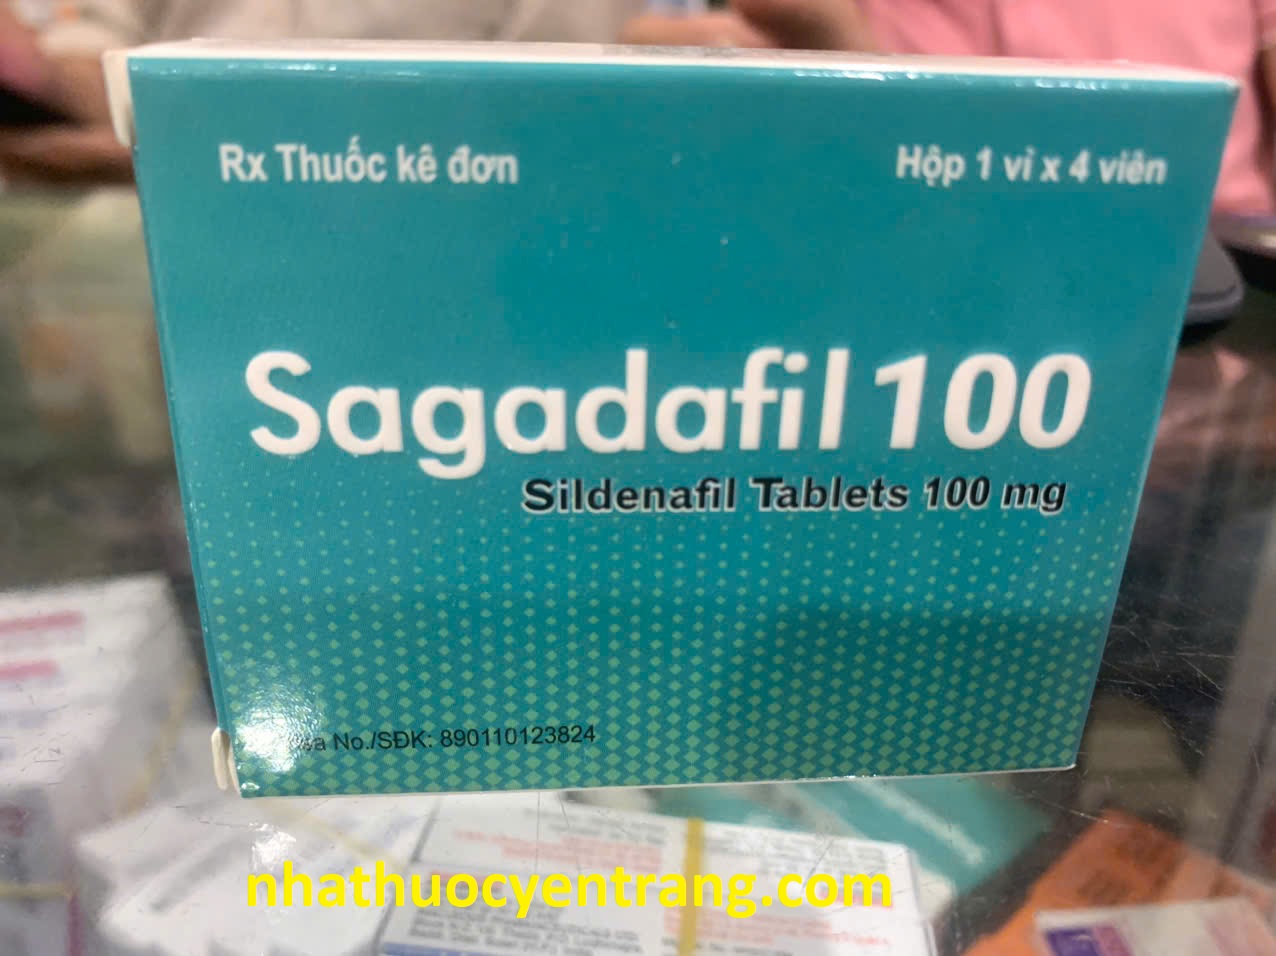 Rx Thuốc kê đơn
Hộp 1 vỉ x 4 viên
Sagadafil 100
Sildenafil Tablets 100 mg
No./SĐK: 890110123824
nhathuocyentrang.com